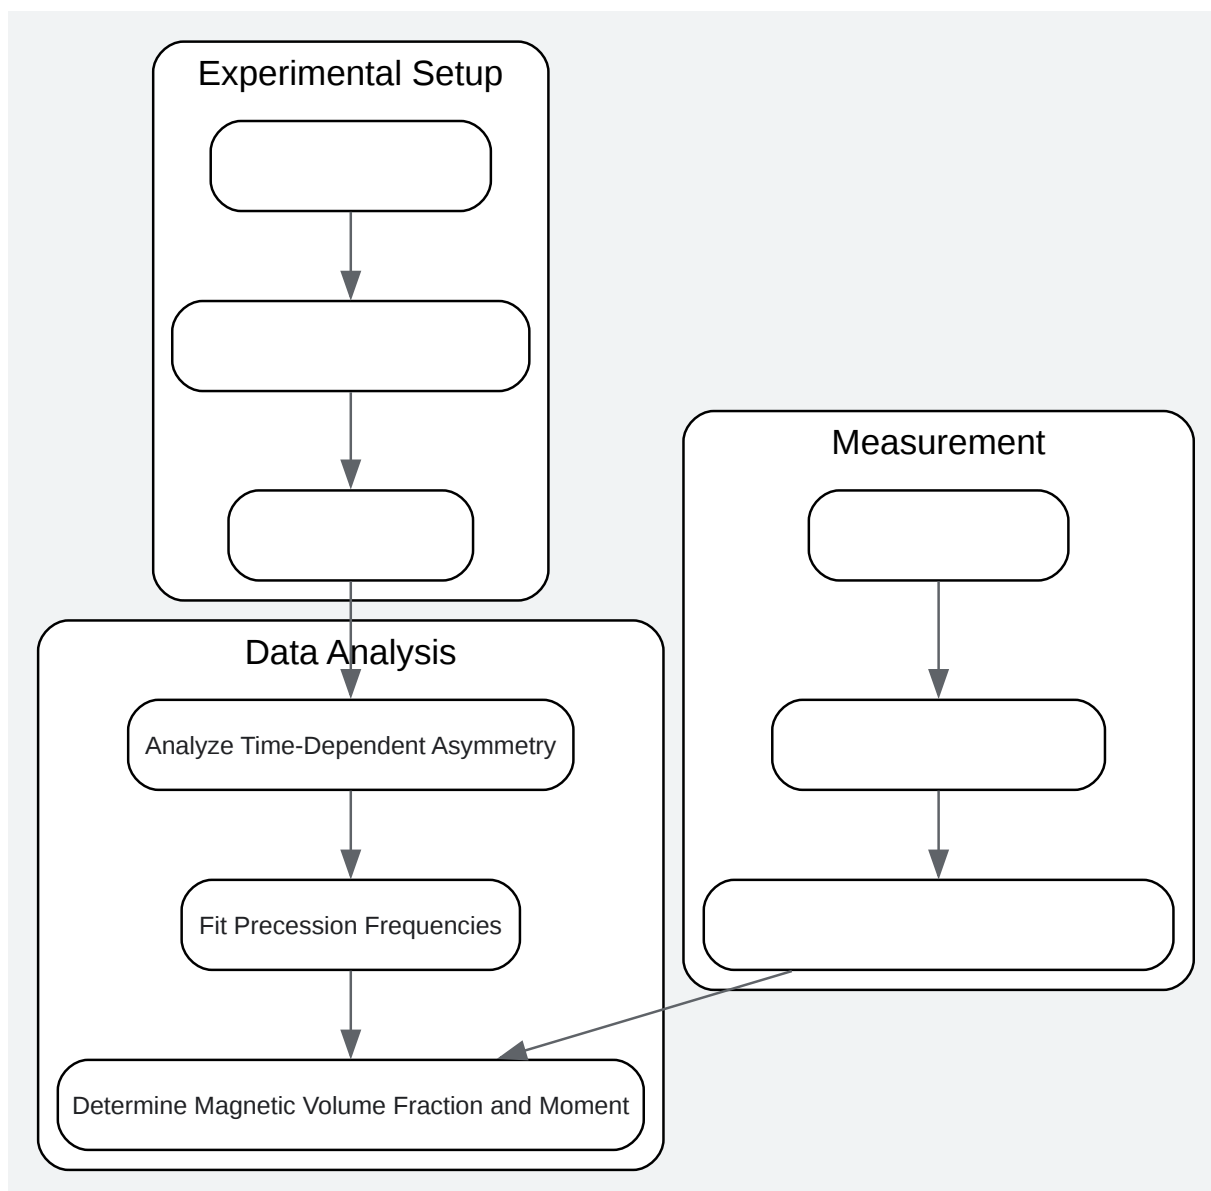 Experimental Setup
Measurement
Data Analysis
Analyze Time-Dependent Asymmetry
Fit Precession Frequencies
Determine Magnetic Volume Fraction and Moment